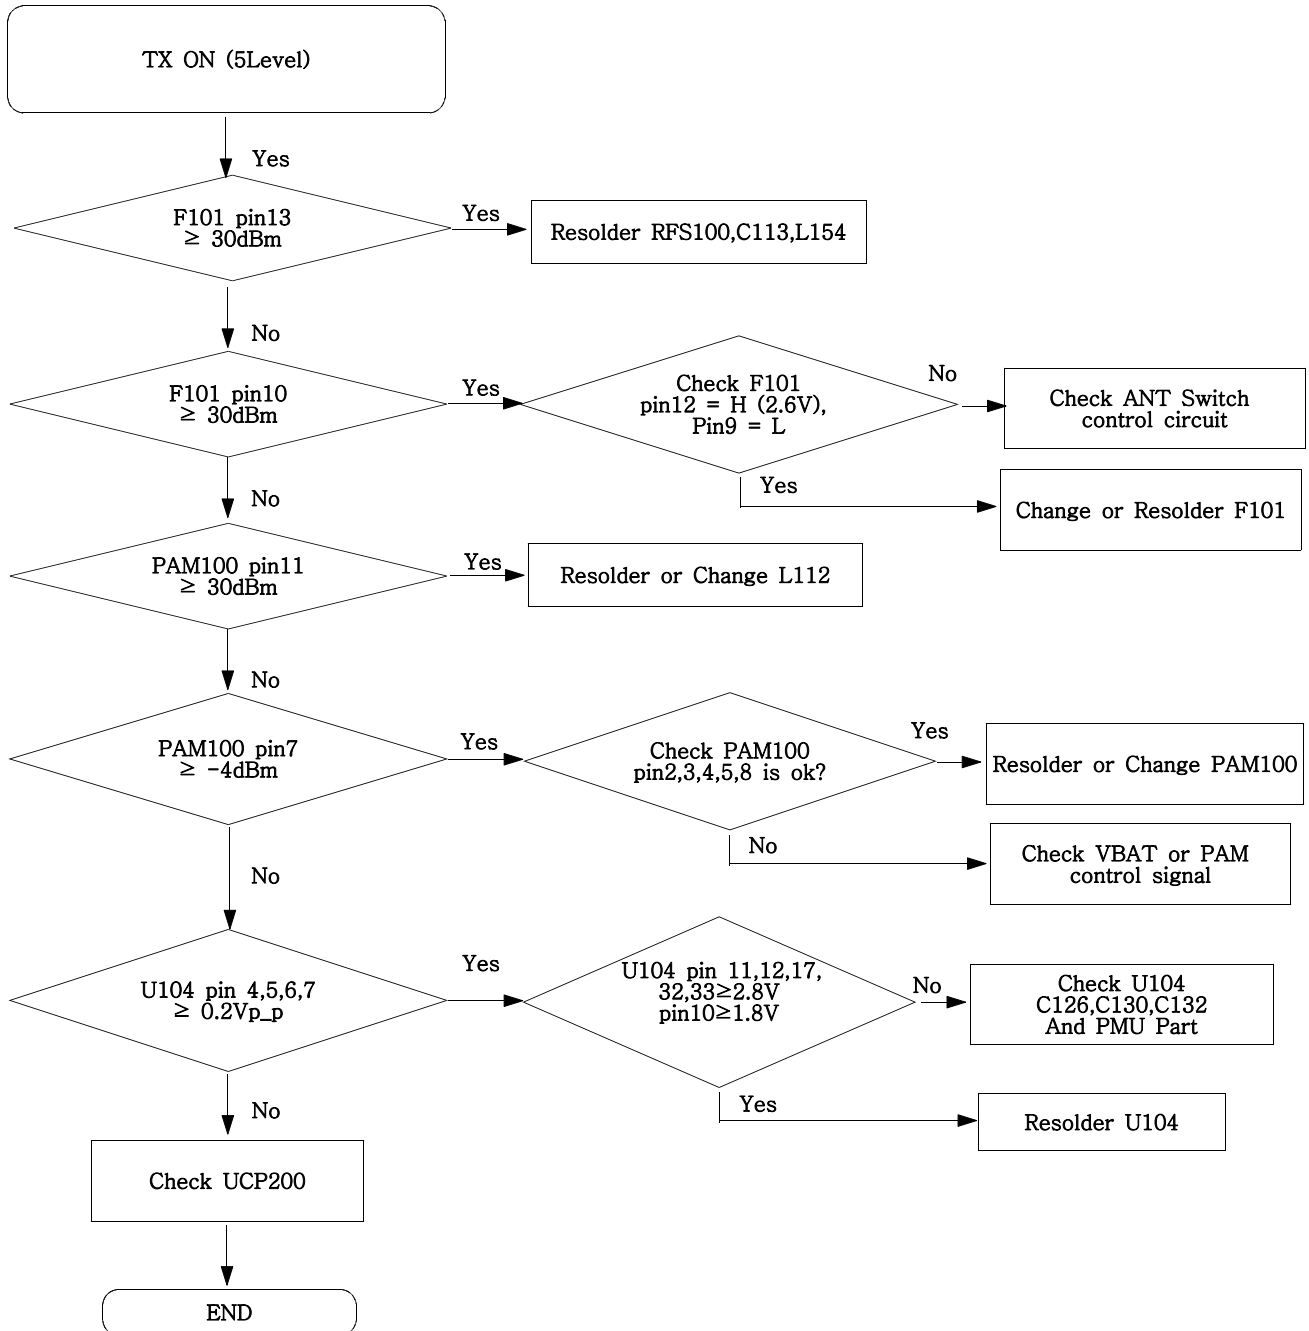 TX ON (5Level)
Yes
F101 pin13
≥ 30dBm
Yes
Resolder RFS100,C113,L154
No
F101 pin10
≥ 30dBm
Yes
Check F101
pin12 = H (2.6V),
Pin9 = L
No
Check ANT Switch
control circuit
Yes
Change or Resolder F101
No
PAM100 pin11
≥ 30dBm
Yes
Resolder or Change L112
No
PAM100 pin7
≥ -4dBm
Yes
Check PAM100
pin2,3,4,5,8 is ok?
Yes
Resolder or Change PAM100
No
Check VBAT or PAM
control signal
No
U104 pin 4,5,6,7
≥ 0.2Vp_p
Yes
U104 pin 11,12,17,
32,33≥2.8V
pin10≥1.8V
No
Check U104
C126,C130,C132
And PMU Part
Yes
Resolder U104
No
Check UCP200
END